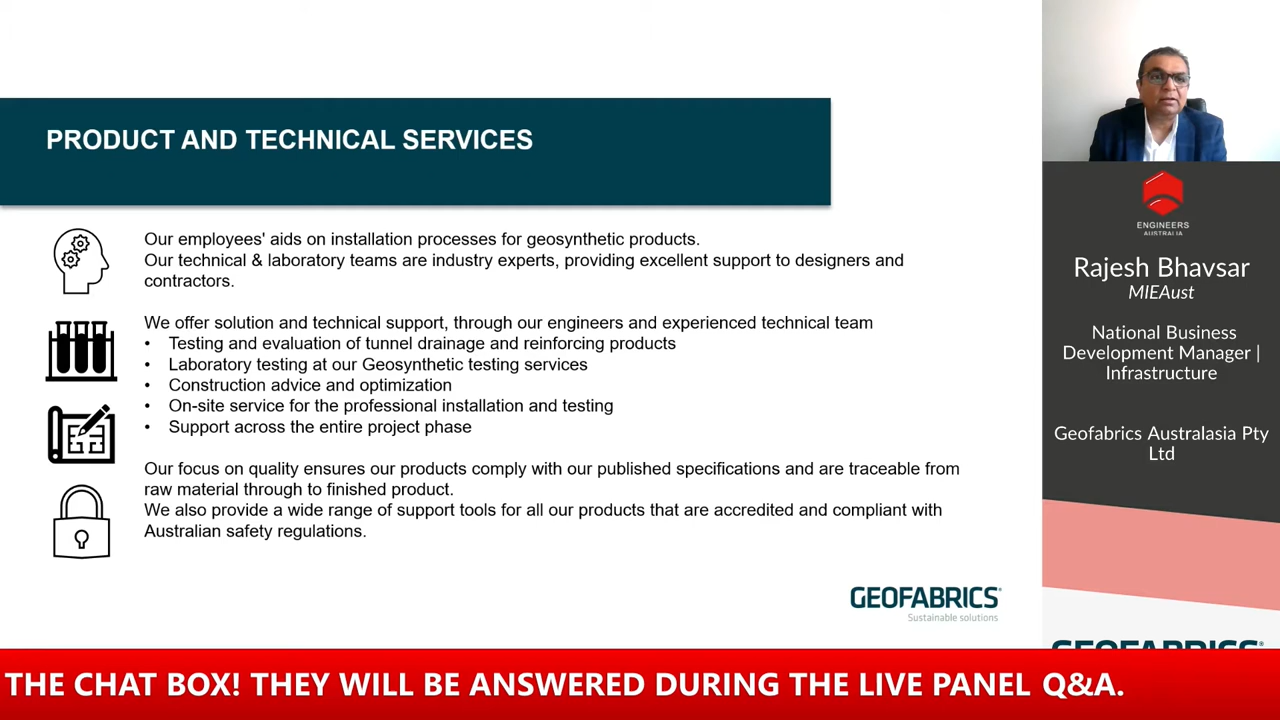 PRODUCT AND TECHNICAL SERVICES
Our employees' aids on installation processes for geosynthetic products.
Our technical & laboratory teams are industry experts, providing excellent support to designers and
contractors.
We offer solution and technical support, through our engineers and experienced technical team
• Testing and evaluation of tunnel drainage and reinforcing products
• Laboratory testing at our Geosynthetic testing services
• Construction advice and optimization
• On-site service for the professional installation and testing
• Support across the entire project phase
Our focus on quality ensures our products comply with our published specifications and are traceable from
raw material through to finished product.
We also provide a wide range of support tools for all our products that are accredited and compliant with
Australian safety regulations.
GEOFABRICS®
Sustainable solutions
ENGINEERS
AUSTRALIA
Rajesh Bhavsar
MIEAust
National Business
Development Manager |
Infrastructure
Geofabrics Australasia Pty
Ltd
GEOFABRICS®
THE CHAT BOX! THEY WILL BE ANSWERED DURING THE LIVE PANEL Q&A.